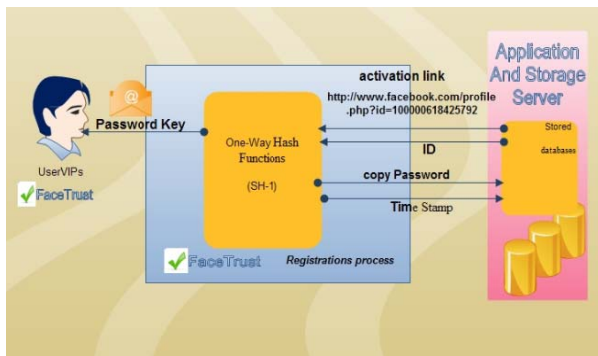 Application
And Storage
Server
activation link
http://www.facebook.com/profile
.php?id=100000618425792
@
Password Key
One-Way Hash
Functions
(SH-1)
Stored
databases
ID
copy Password
Time Stamp
UserVIPs
FaceTrust
FaceTrust
Registrations process